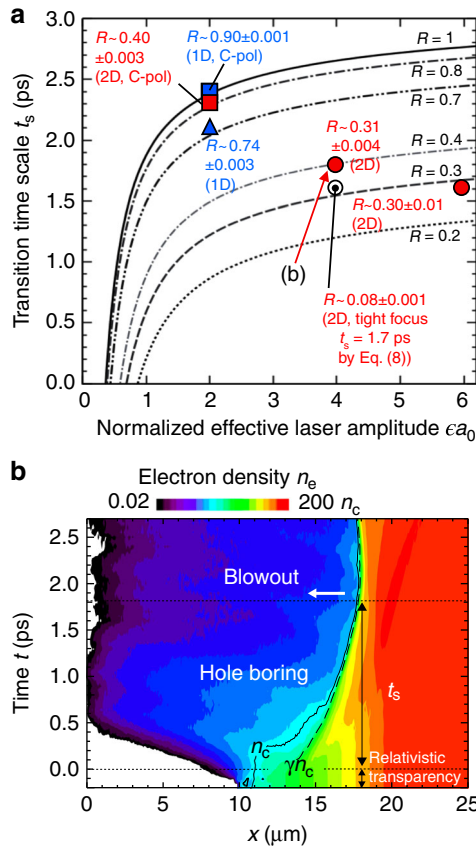 a
R~0.40
±0.003
(2D, C-pol)
R~0.90±0.001
(1D, C-pol)
R = 1
R = 0.8
R = 0.7
R~0.74
±0.003
(1D)
R~0.31
±0.004
(2D)
R = 0.4
R = 0.3
R~0.30±0.01
(2D)
R = 0.2
(b)
R~0.08±0.001
(2D, tight focus
ts = 1.7 ps
by Eq. (8))
3.0
2.5
2.0
1.5
1.0
0.5
0.0
Transition time scale ts (ps)
0 1 2 3 4 5 6
Normalized effective laser amplitude ϵa0
b
Electron density ne
0.02 200 nc
Blowout
Hole boring
nc
γnc
ts
Relativistic
transparency
4
2.5
2.0
1.5
1.0
0.5
0.0
Time t (ps)
0 5 10 15 20 25
x (μm)